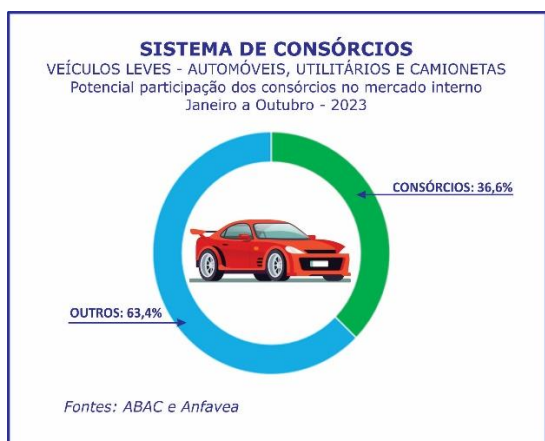 SISTEMA DE CONSÓRCIOS
VEÍCULOS LEVES - AUTOMÓVEIS, UTILITÁRIOS E CAMIONETAS
Potencial participação dos consórcios no mercado interno
Janeiro a Outubro - 2023
CONSÓRCIOS: 36,6%
OUTROS: 63,4%
Fontes: ABAC e Anfavea